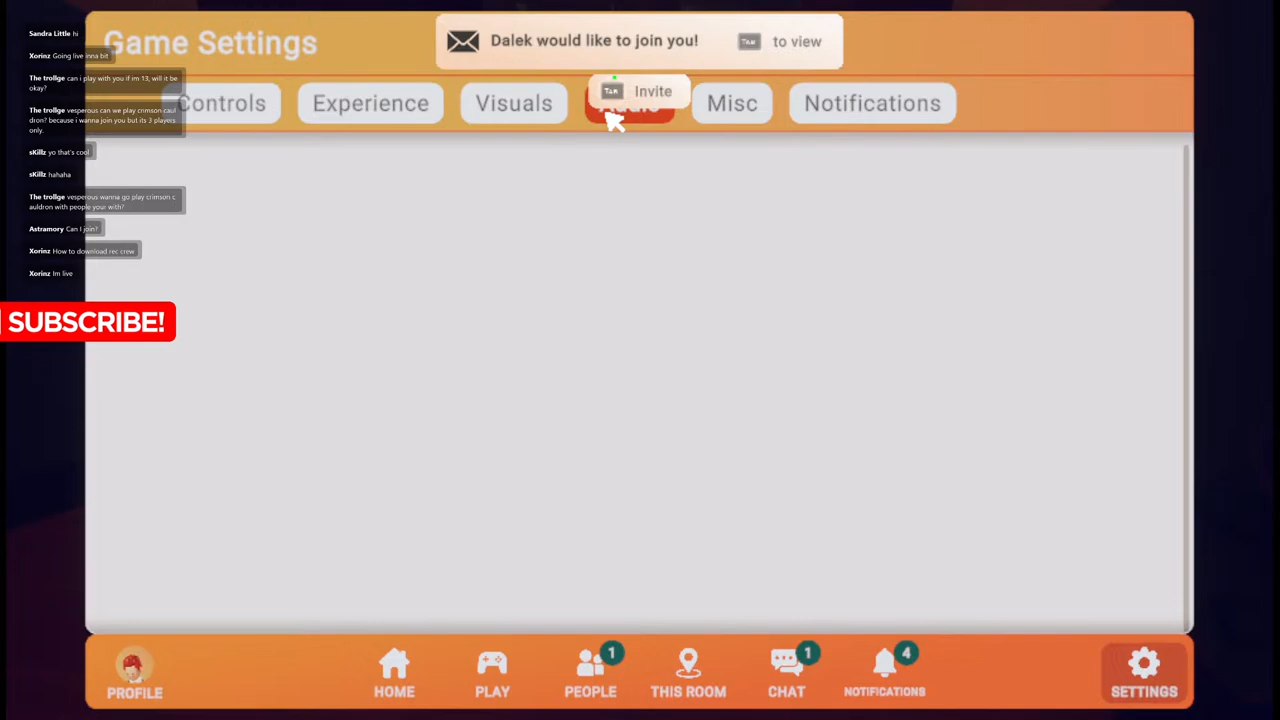 Game Settings
Dalek would like to join you!
TAB to view
TAB Invite
Controls
Experience
Visuals
Audio
Misc
Notifications
Sandra Little hi
Xorinz Going live inna bit
The trollge can i play with you if im 13, will it be
okay?
The trollge vesperous can we play crimson caul
dron? because i wanna join you but its 3 players
only.
sKillz yo that's cool
sKillz hahaha
The trollge vesperous wanna go play crimson c
auldron with people your with?
Astramory Can I join?
Xorinz How to download rec crew
Xorinz Im live
SUBSCRIBE!
PROFILE
HOME
PLAY
1
PEOPLE
THIS ROOM
1
CHAT
4
NOTIFICATIONS
SETTINGS